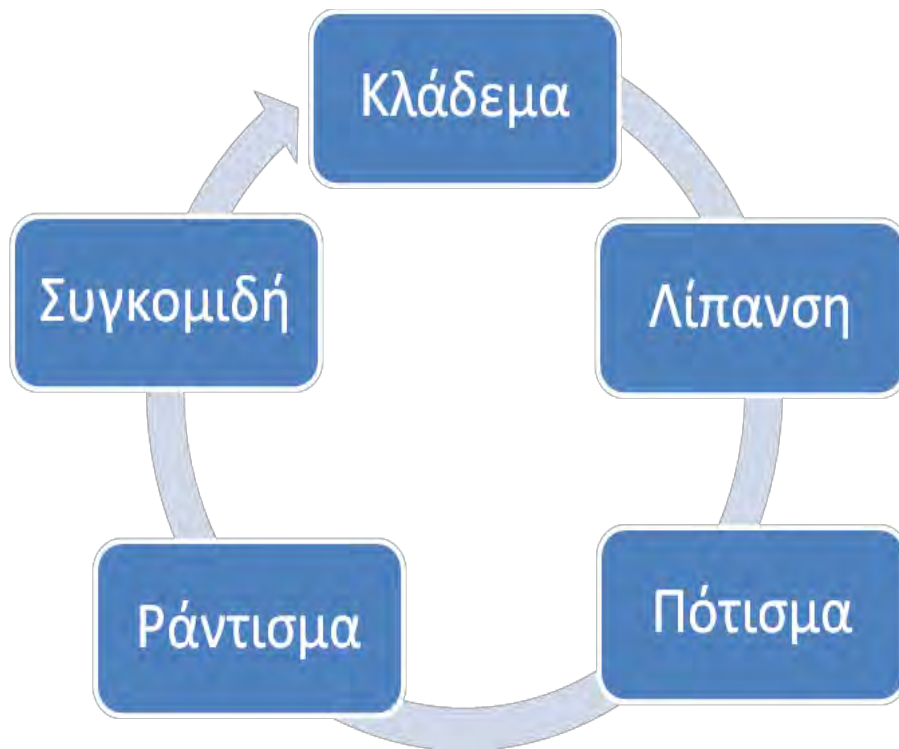 Κλάδεμα
Λίπανση
Πότισμα
Ράντισμα
Συγκομιδή